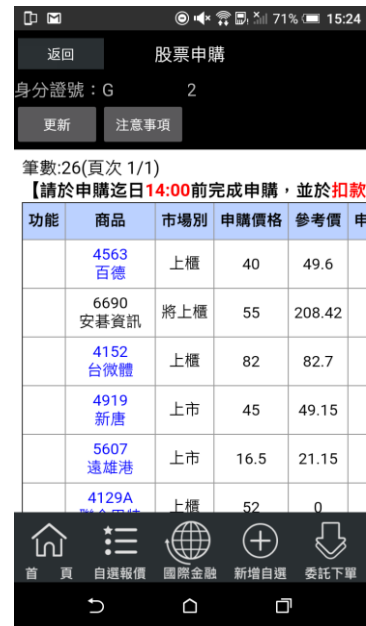 71% 15:24
返回 股票申購
身分證號：G 2
更新 注意事項
筆數:26(頁次 1/1)
【請於申購迄日14:00前完成申購，並於扣款
功能 商品 市場別 申購價格 參考價 申
4563
百德 上櫃 40 49.6
6690
安碁資訊 將上櫃 55 208.42
4152
台微體 上櫃 82 82.7
4919
新唐 上市 45 49.15
5607
遠雄港 上市 16.5 21.15
4129A
上櫃 52 0
首 頁 自選報價 國際金融 新增自選 委託下單